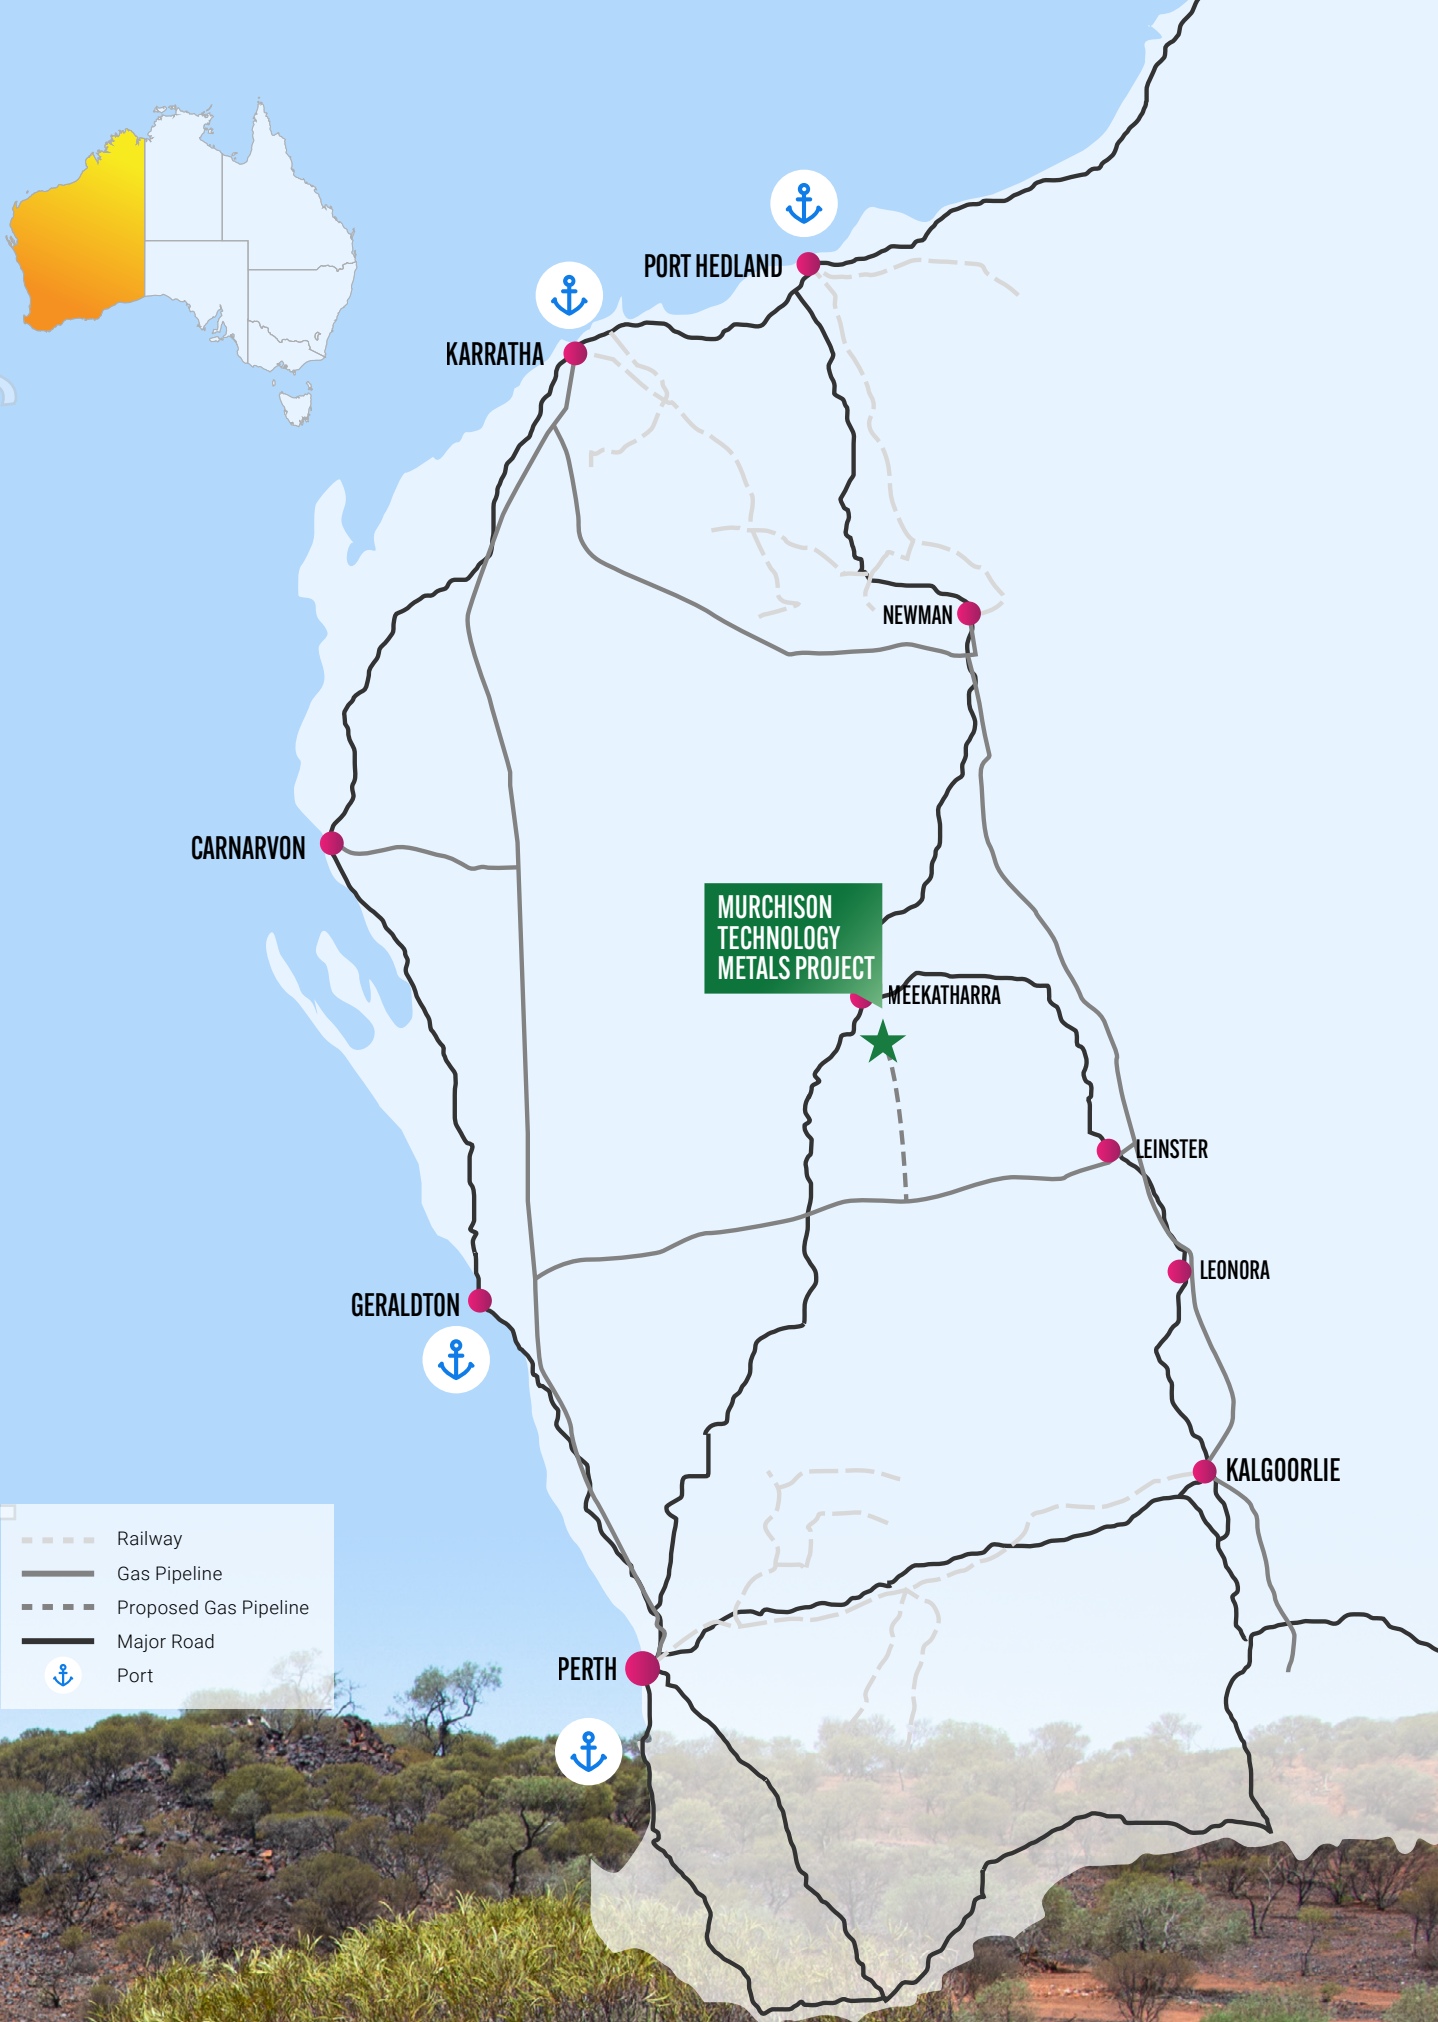 PORT HEDLAND
KARRATHA
NEWMAN
CARNARVON
MURCHISON
TECHNOLOGY
METALS PROJECT
MEEKATHARRA
LEINSTER
LEONORA
GERALDTON
KALGOORLIE
Railway
Gas Pipeline
Proposed Gas Pipeline
Major Road
Port
PERTH